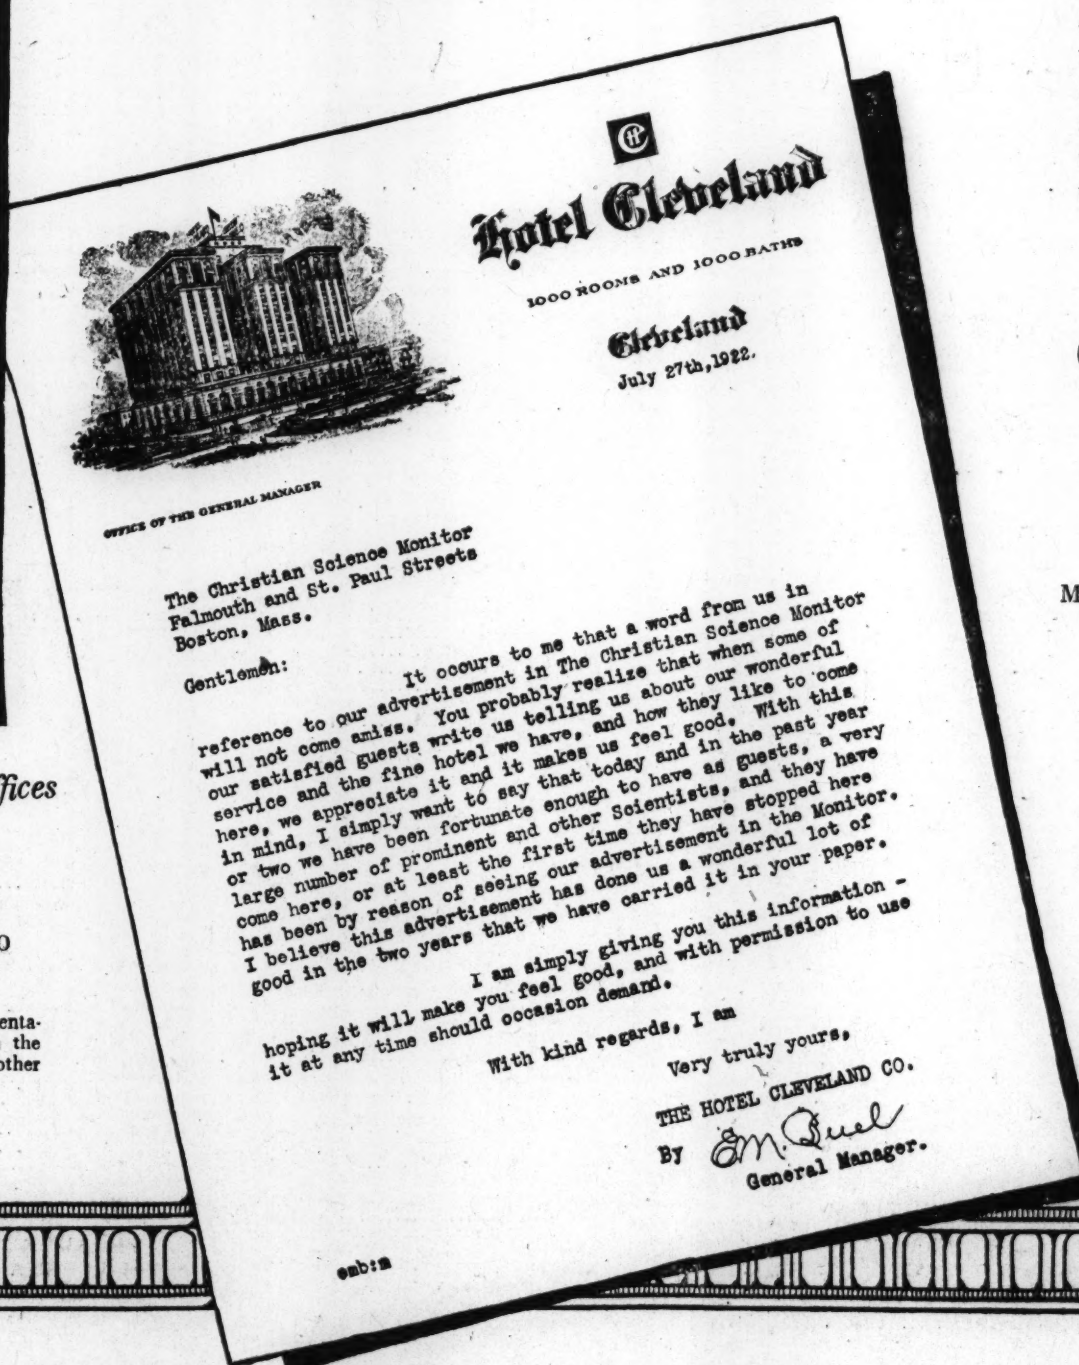 Hotel Cleveland
1000 ROOMS AND 1000 BATHS
Cleveland
July 27th,1922.
OFFICE OF THE GENERAL MANAGER
The Christian Science Monitor
Falmouth and St. Paul Streets
Boston, Mass.
Gentlemen:
It occurs to me that a word from us in
reference to our advertisement in The Christian Science Monitor
will not come amiss. You probably realize that when some of
our satisfied guests write us telling us about our wonderful
service and the fine hotel we have, and how they like to come
here, we appreciate it and it makes us feel good. With this
in mind, I simply want to say that today and in the past year
or two we have been fortunate enough to have as guests, a very
large number of prominent and other Scientists, and they have
come here, or at least the first time they have stopped here
has been by reason of seeing our advertisement in the Monitor.
I believe this advertisement has done us a wonderful lot of
good in the two years that we have carried it in your paper.
I am simply giving you this information -
hoping it will make you feel good, and with permission to use
it at any time should occasion demand.
With kind regards, I am
Very truly yours,
THE HOTEL CLEVELAND CO.
By EM. Buel
General Manager.
emb:m
ffices
enta-
the
other
M